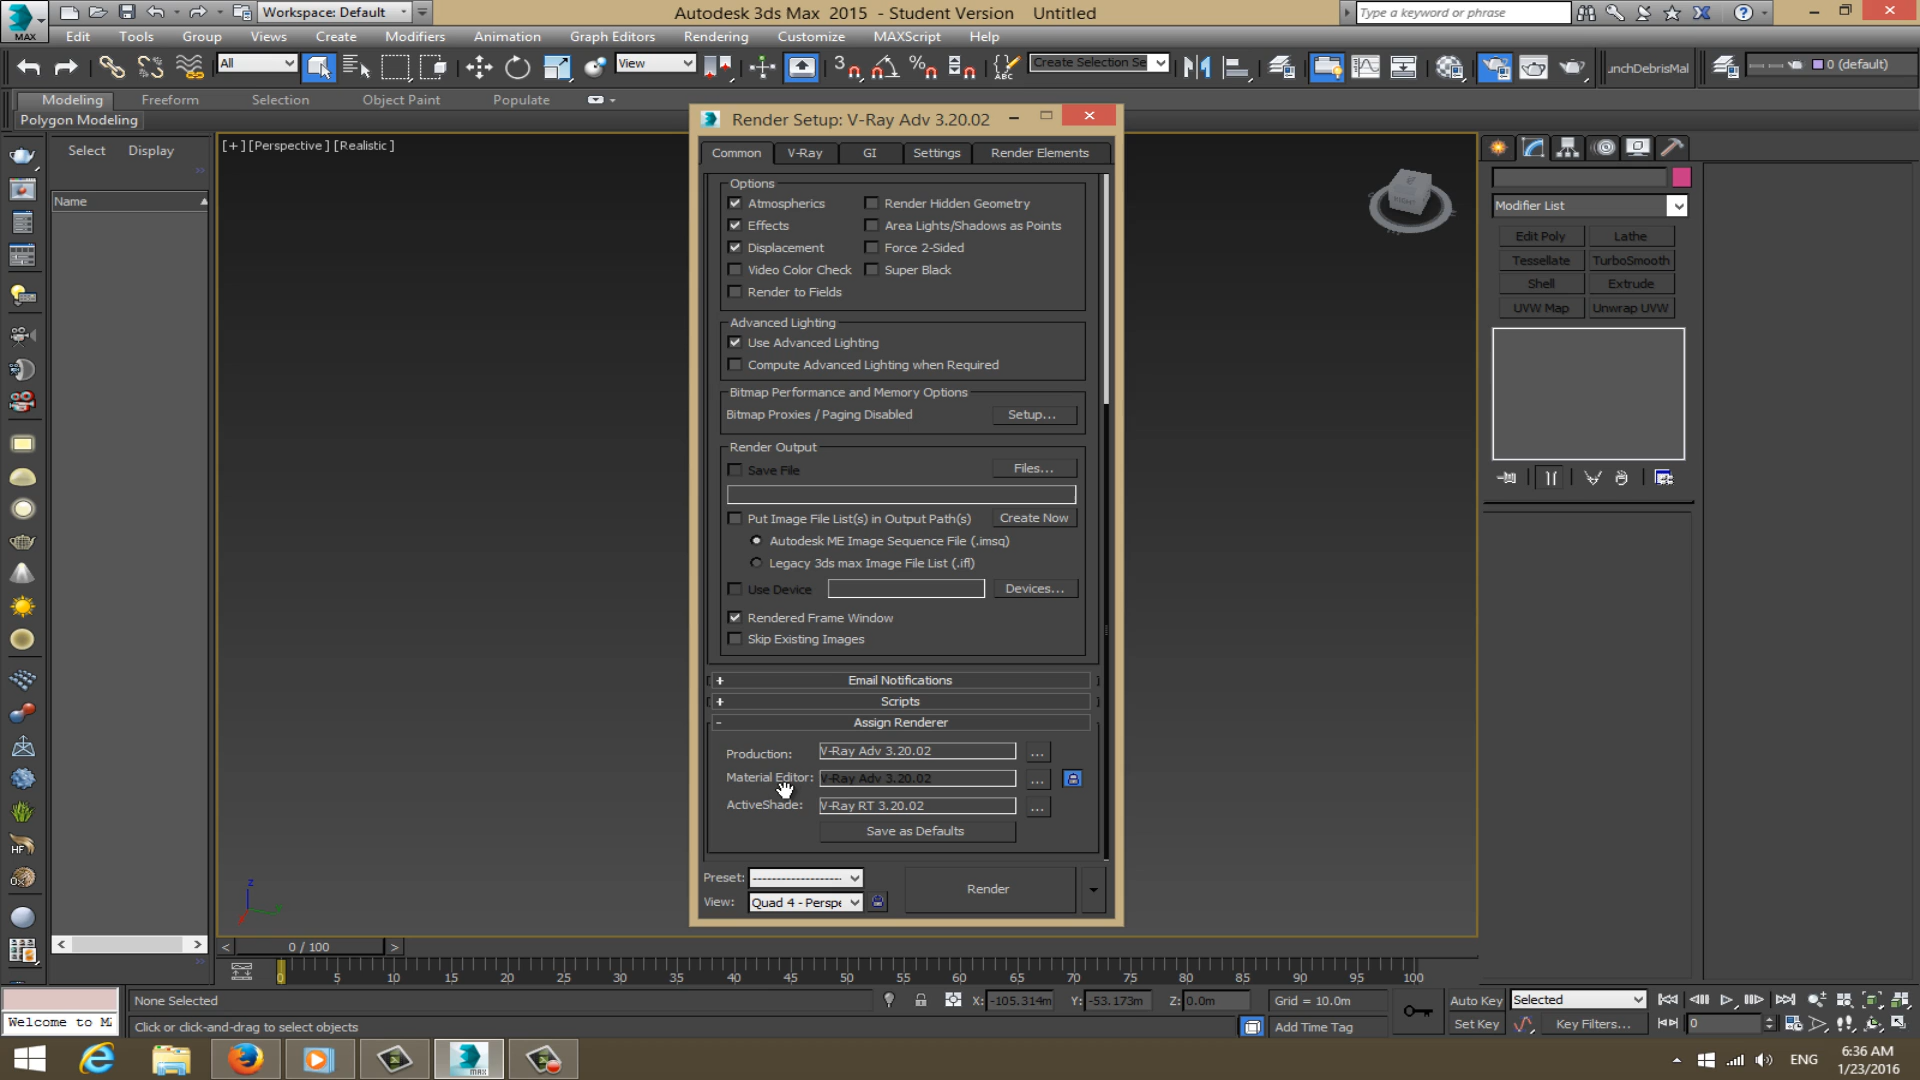 Workspace: Default
Autodesk 3ds Max 2015 - Student Version Untitled
Type a keyword or phrase
MAX
Edit Tools Group Views Create Modifiers Animation Graph Editors Rendering Customize MAXScript Help
All
View
3
ABC
Create Selection Se
unchDebrisMal
0 (default)
Modeling Freeform Selection Object Paint Populate
Polygon Modeling
Select Display
Name
[+] [Perspective] [Realistic]
Render Setup: V-Ray Adv 3.20.02
Common V-Ray GI Settings Render Elements
Options
Atmospherics Render Hidden Geometry
Effects Area Lights/Shadows as Points
Displacement Force 2-Sided
Video Color Check Super Black
Render to Fields
Advanced Lighting
Use Advanced Lighting
Compute Advanced Lighting when Required
Bitmap Performance and Memory Options
Bitmap Proxies / Paging Disabled Setup...
Render Output
Save File Files...
Put Image File List(s) in Output Path(s) Create Now
Autodesk ME Image Sequence File (.imsq)
Legacy 3ds max Image File List (.ifl)
Use Device Devices...
Rendered Frame Window
Skip Existing Images
+ Email Notifications
+ Scripts
- Assign Renderer
Production: V-Ray Adv 3.20.02 ...
Material Editor: V-Ray Adv 3.20.02 ...
ActiveShade: V-Ray RT 3.20.02 ...
Save as Defaults
Preset: --------------------
View: Quad 4 - Perspe
Render
Modifier List
Edit Poly Lathe
Tessellate TurboSmooth
Shell Extrude
UVW Map Unwrap UVW
HF
z
< 0 / 100 >
0 5 10 15 20 25 30 35 40 45 50 55 60 65 70 75 80 85 90 95 100
None Selected
X: -105.314m Y: -53.173m Z: 0.0m Grid = 10.0m
Auto Key Selected
Welcome to M
Click or click-and-drag to select objects
Add Time Tag
Set Key Key Filters... 0
MAX
ENG
6:36 AM
1/23/2016